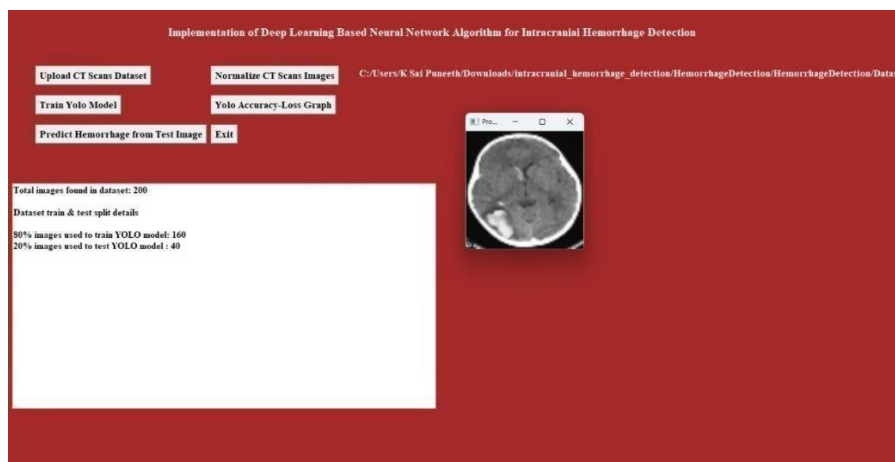 Implementation of Deep Learning Based Neural Network Algorithm for Intracranial Hemorrhage Detection
Upload CT Scans Dataset
Normalize CT Scans Images
C:/Users/K Sai Puneeth/Downloads/intracranial_hemorrhage_detection/HemorrhageDetection/HemorrhageDetection/Data
Train Yolo Model
Yolo Accuracy-Loss Graph
Pro...
Predict Hemorrhage from Test Image
Exit
Total images found in dataset: 200
Dataset train & test split details
80% images used to train YOLO model: 160
20% images used to test YOLO model : 40